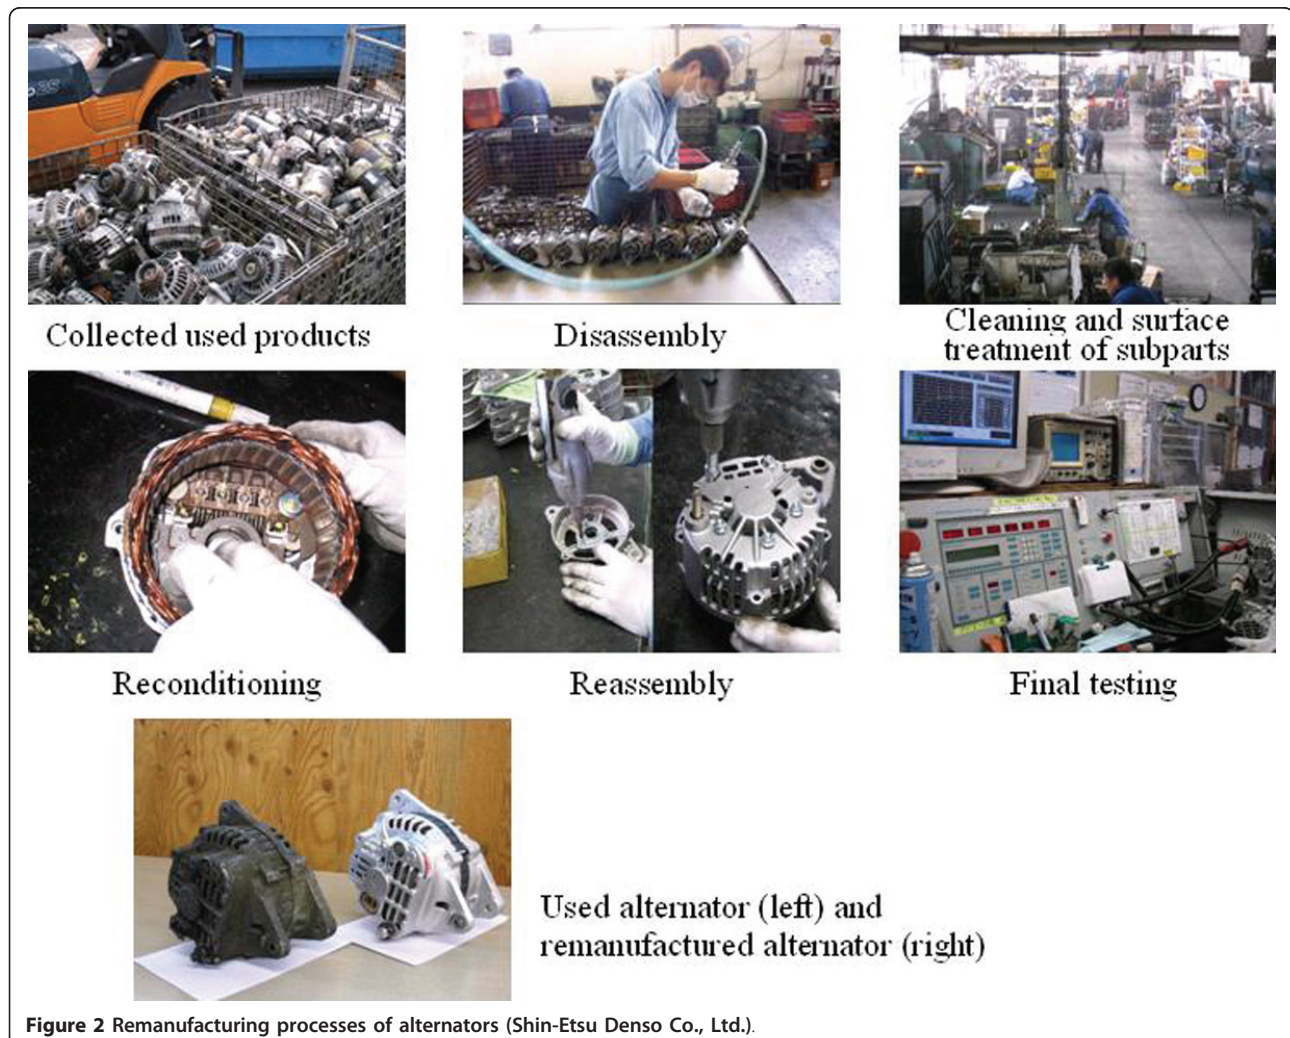 Collected used products
Disassembly
Cleaning and surface
treatment of subparts
Reconditioning
Reassembly
Final testing
Used alternator (left) and
remanufactured alternator (right)
Figure 2 Remanufacturing processes of alternators (Shin-Etsu Denso Co., Ltd.).